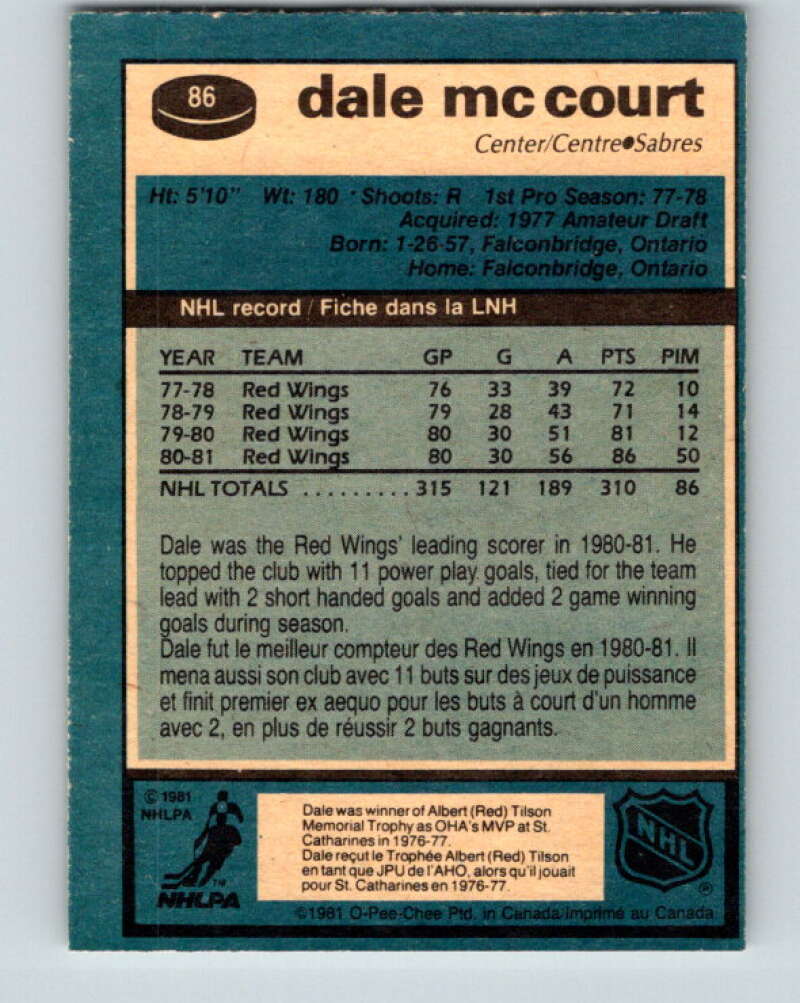 86
dale mc court
Center/Centre•Sabres
Ht: 5'10" Wt: 180 · Shoots: R 1st Pro Season: 77-78
Acquired: 1977 Amateur Draft
Born: 1-26-57, Falconbridge, Ontario
Home: Falconbridge, Ontario
NHL record / Fiche dans la LNH
YEAR TEAM GP G A PTS PIM
77-78 Red Wings 76 33 39 72 10
78-79 Red Wings 79 28 43 71 14
79-80 Red Wings 80 30 51 81 12
80-81 Red Wings 80 30 56 86 50
NHL TOTALS ......... 315 121 189 310 86
Dale was the Red Wings' leading scorer in 1980-81. He
topped the club with 11 power play goals, tied for the team
lead with 2 short handed goals and added 2 game winning
goals during season.
Dale fut le meilleur compteur des Red Wings en 1980-81. Il
mena aussi son club avec 11 buts sur des jeux de puissance
et finit premier ex aequo pour les buts à court d'un homme
avec 2, en plus de réussir 2 buts gagnants.
© 1981
NHLPA
TM
NHLPA
Dale was winner of Albert (Red) Tilson
Memorial Trophy as OHA's MVP at St.
Catharines in 1976-77.
Dale reçut le Trophée Albert (Red) Tilson
en tant que JPU de l'AHO, alors qu'il jouait
pour St. Catharines en 1976-77.
NHL
®
©1981 O-Pee-Chee Ptd. in Canada/Imprimé au Canada